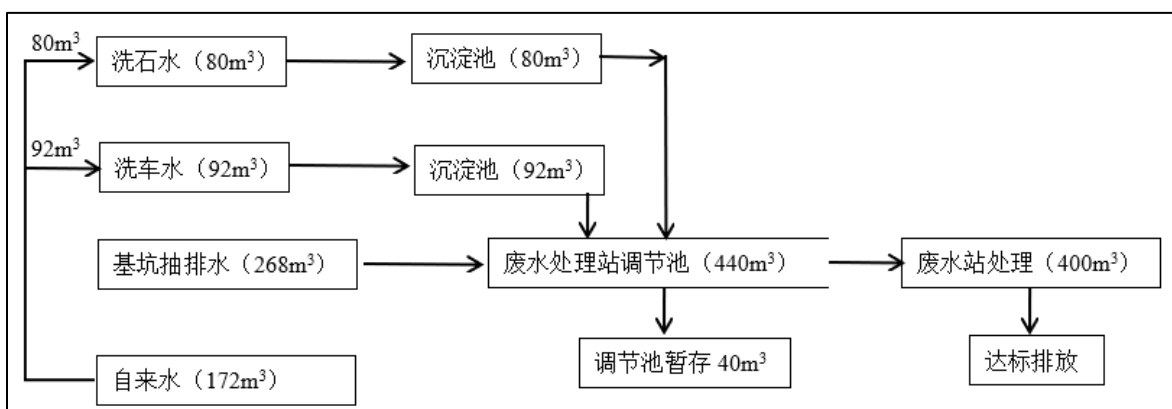 80m³
洗石水（80m³）
沉淀池（80m³）
92m³
洗车水（92m³）
沉淀池（92m³）
基坑抽排水（268m³）
废水处理站调节池（440m³）
废水站处理（400m³）
自来水（172m³）
调节池暂存 40m³
达标排放